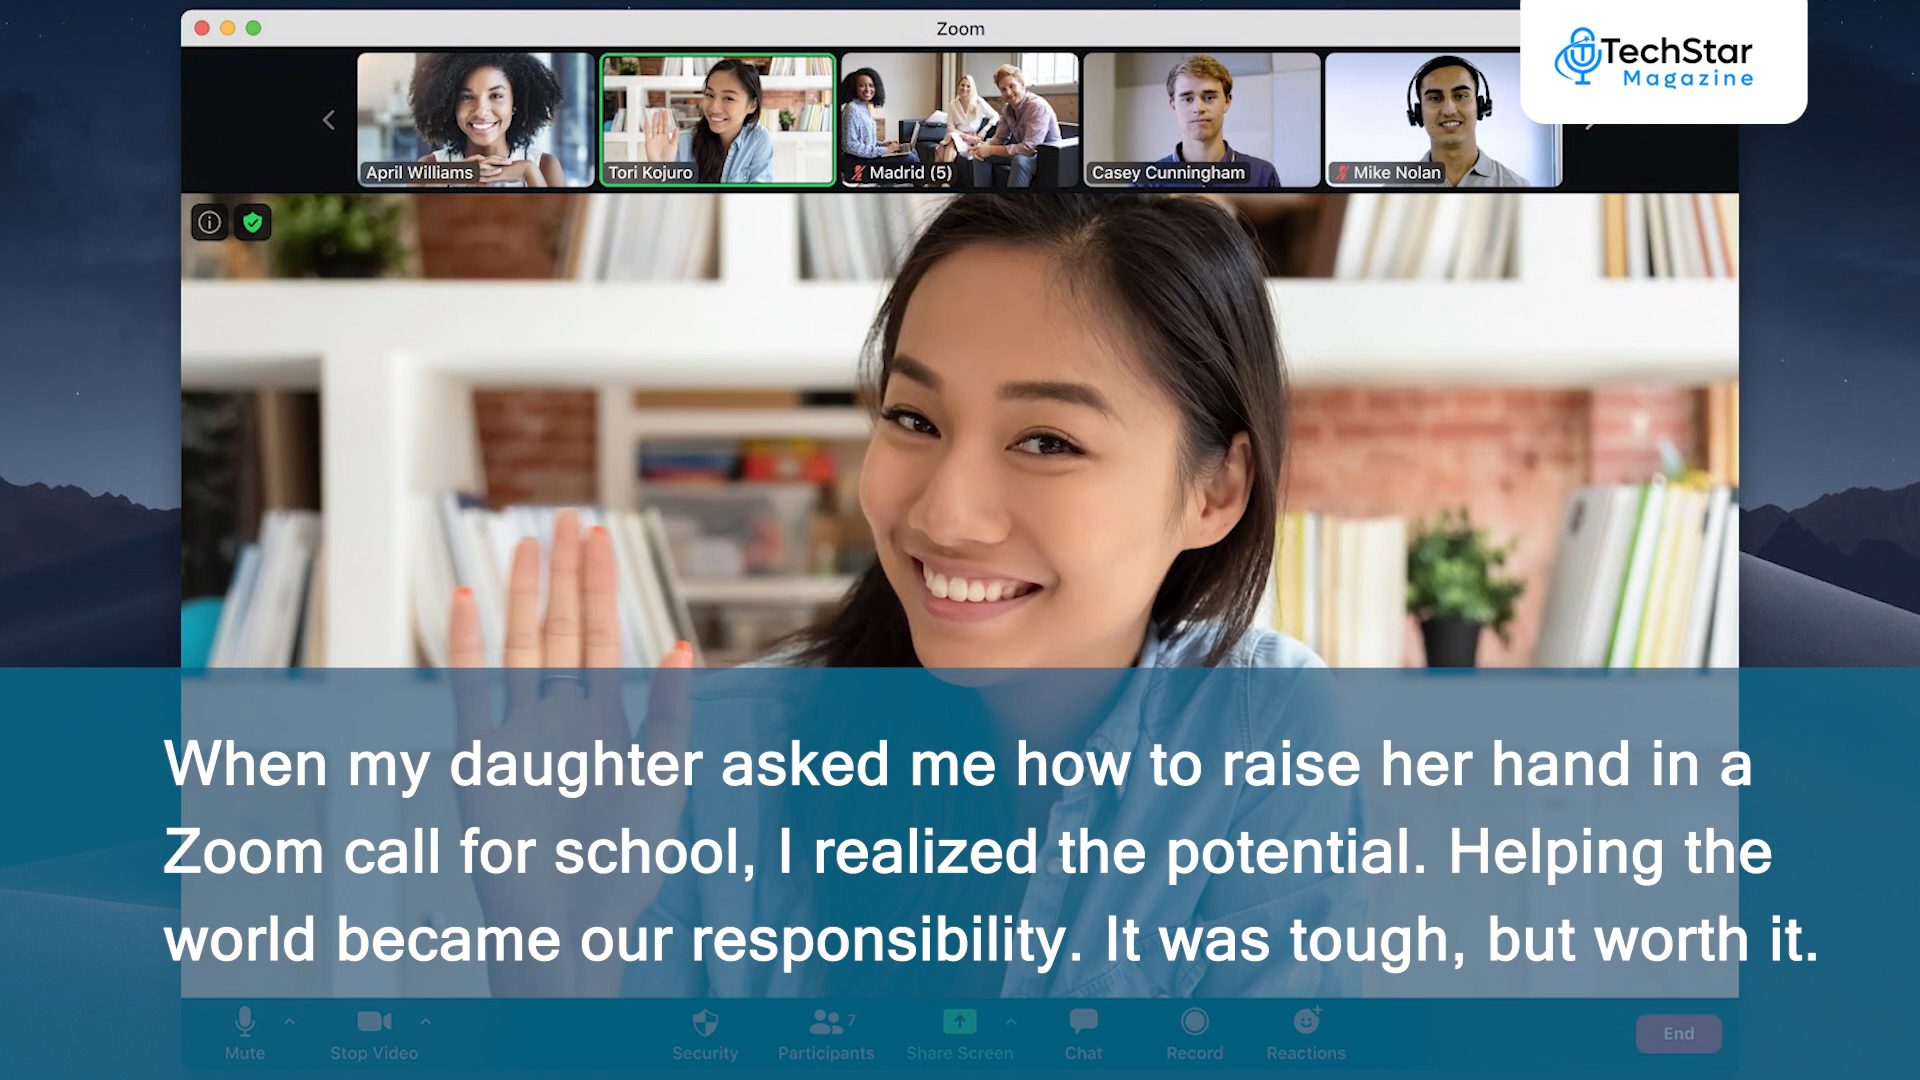 Zoom
TechStar
Magazine
April Williams
Tori Kojuro
Madrid (5)
Casey Cunningham
Mike Nolan
When my daughter asked me how to raise her hand in a
Zoom call for school, I realized the potential. Helping the
world became our responsibility. It was tough, but worth it.
7
Mute
Stop Video
Security
Participants
Share Screen
Chat
Record
Reactions
End